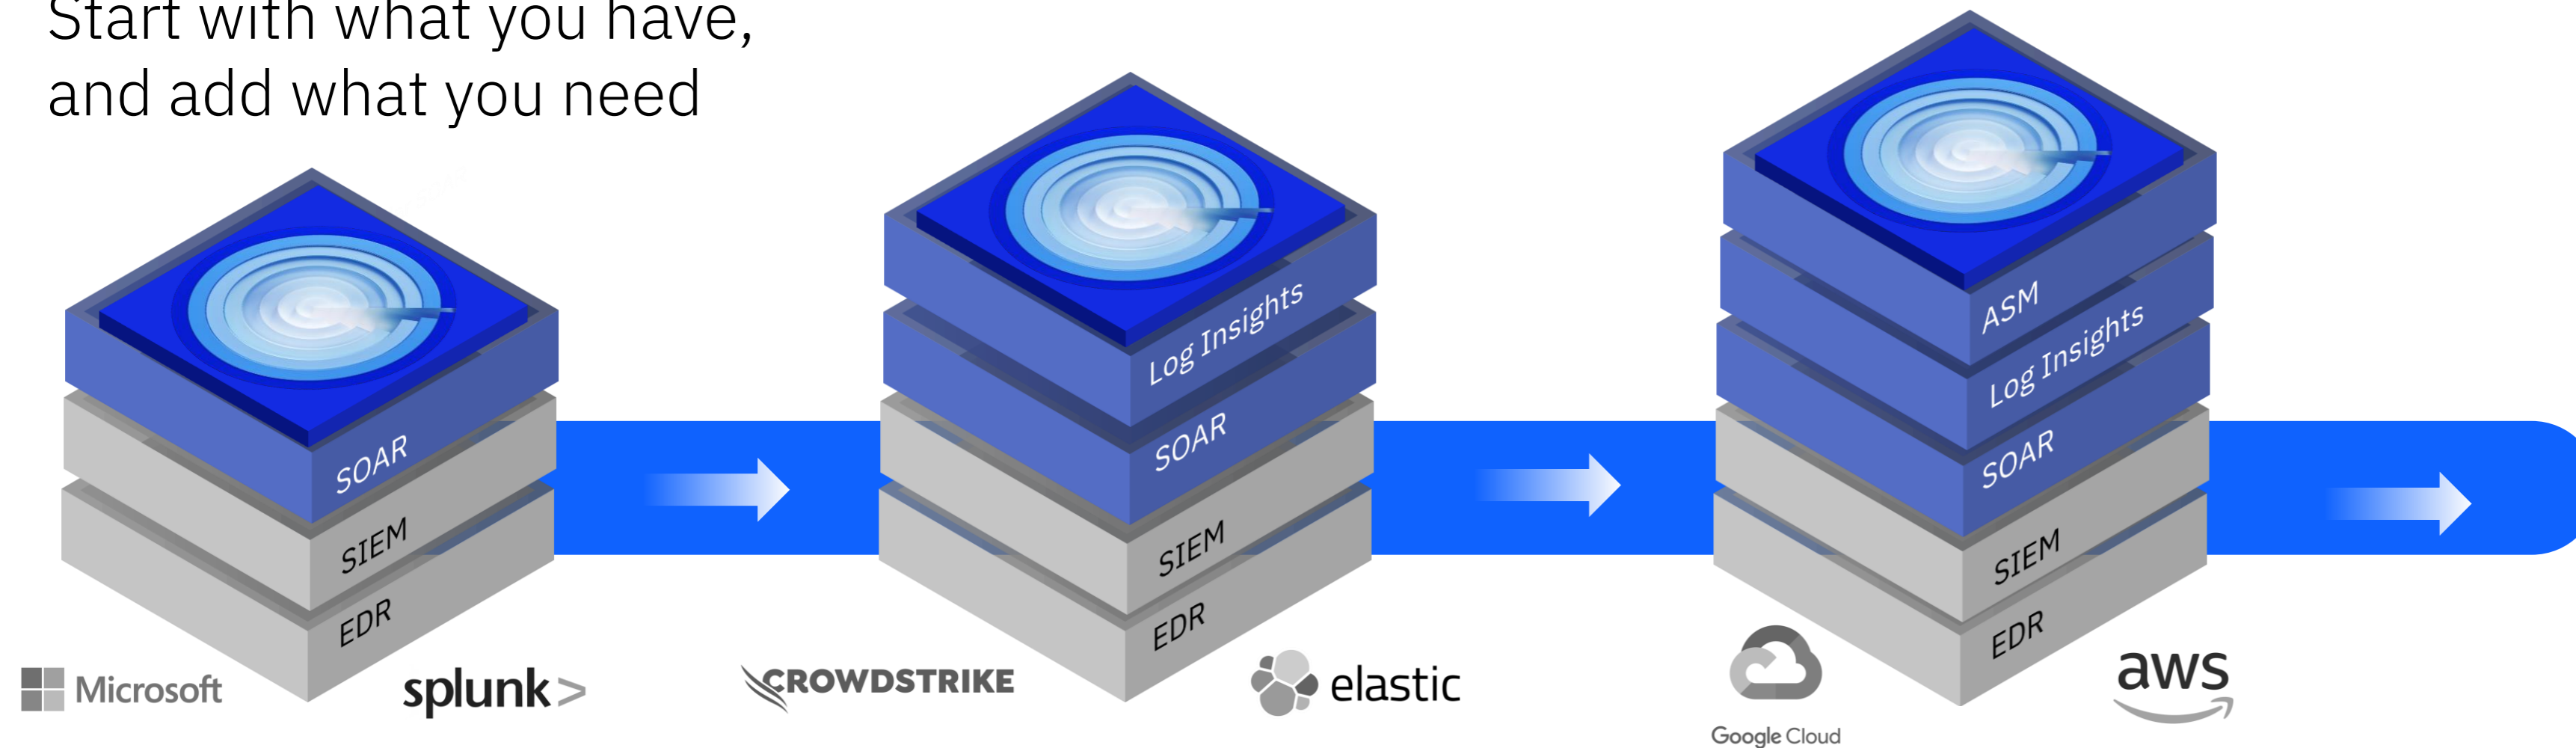 Start with what you have,
and add what you need
SOAR
SIEM
EDR
Log Insights
SOAR
SIEM
EDR
ASM
Log Insights
SOAR
SIEM
EDR
Microsoft
splunk>
CROWDSTRIKE
elastic
Google Cloud
aws